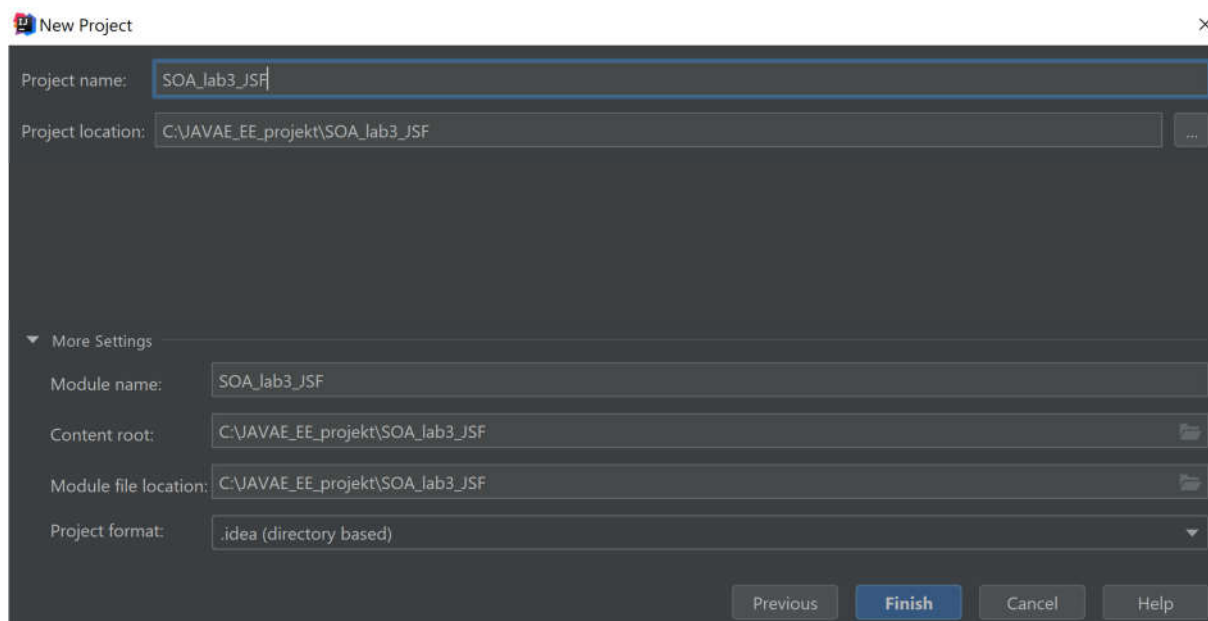 New Project
Project name: SOA_lab3_JSF
Project location: C:\JAVAE_EE_projekt\SOA_lab3_JSF ...
More Settings
Module name: SOA_lab3_JSF
Content root: C:\JAVAE_EE_projekt\SOA_lab3_JSF
Module file location: C:\JAVAE_EE_projekt\SOA_lab3_JSF
Project format: .idea (directory based)
Previous Finish Cancel Help